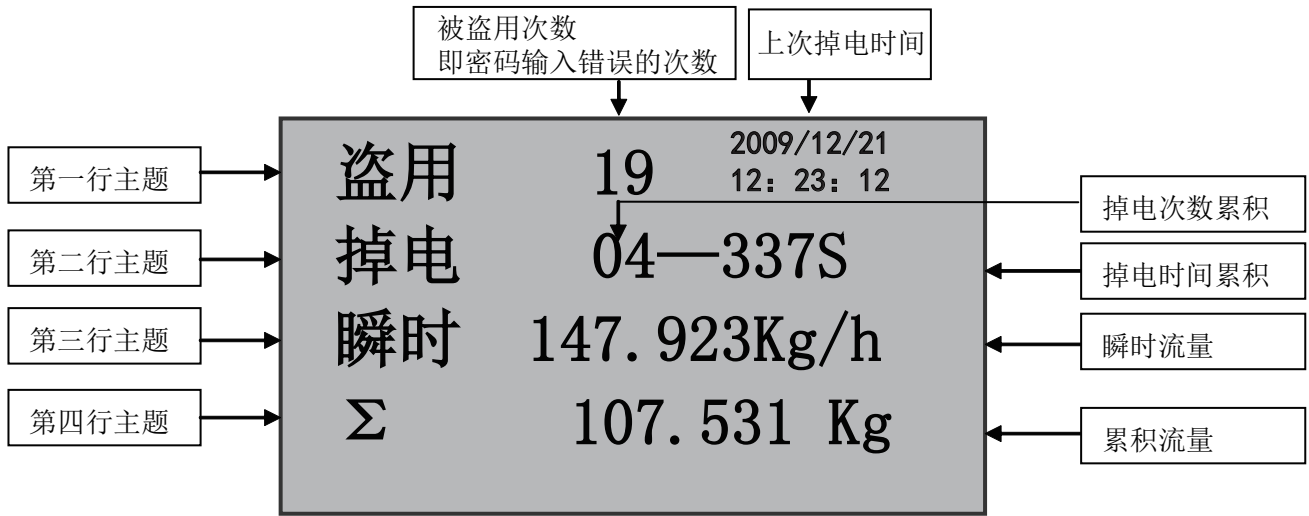 被盗用次数
即密码输入错误的次数
上次掉电时间
第一行主题
盗用 19
2009/12/21
12：23：12
掉电次数累积
第二行主题
掉电 04—337S
掉电时间累积
第三行主题
瞬时 147.923Kg/h
瞬时流量
第四行主题
Σ 107.531 Kg
累积流量